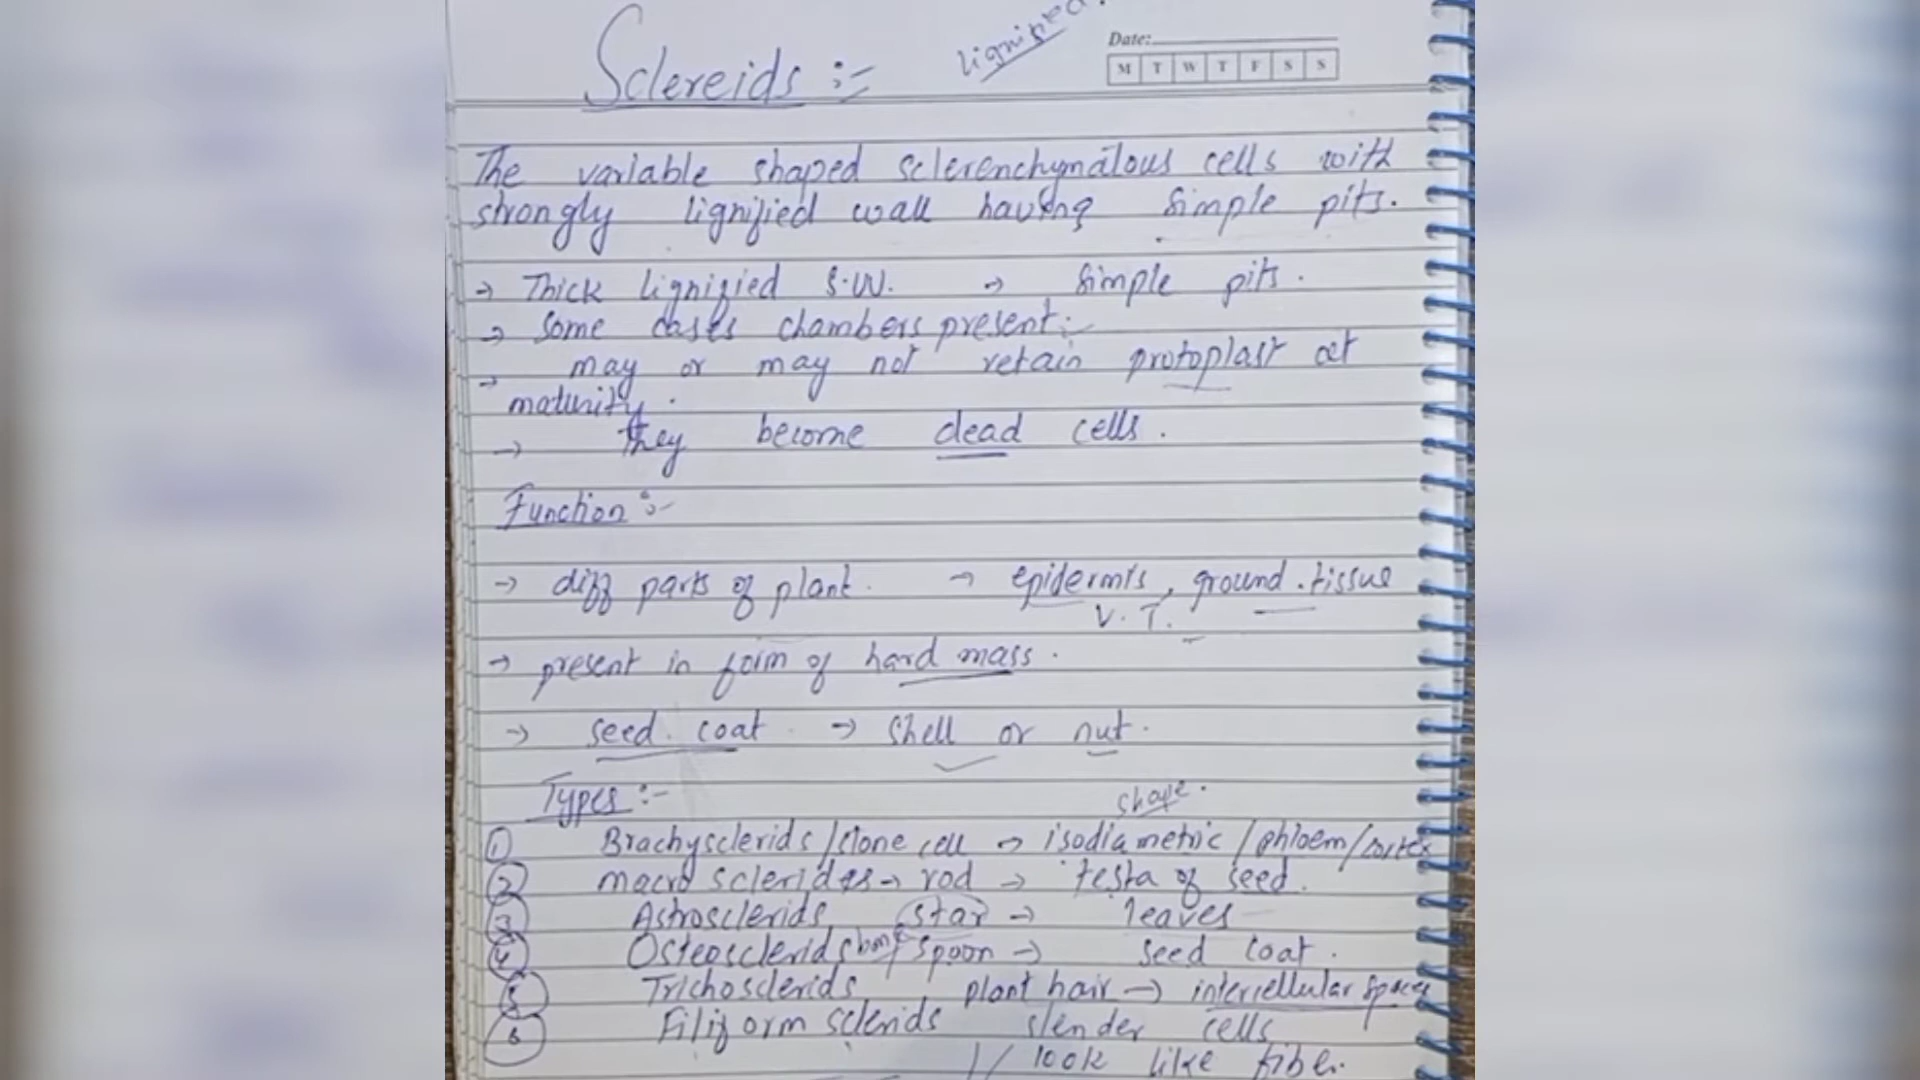 Sclereids :-
lignified.
Date:
M T W T F S S
The variable shaped sclerenchymatous cells with
strongly lignified wall having simple pits.
→ Thick lignified S.W. → Simple pits.
→ Some cases chambers present:-
→ may or may not retain protoplast at
maturity.
→ they become dead cells.
Function :-
→ diff parts of plant. → epidermis, ground tissue
V.T.
→ present in form of hard mass.
→ seed coat → shell or nut.
Types :-
shape.
① Brachysclerids/stone cell → isodiametric/phloem/cortex
② macro sclerides → rod → testa of seed.
③ Astrosclerids star → leaves
④ Osteosclerids bone/spoon → seed coat.
⑤ Trichosclerids plant hair → intercellular spaces
⑥ Filiform sclerids slender cells
look like fiber.